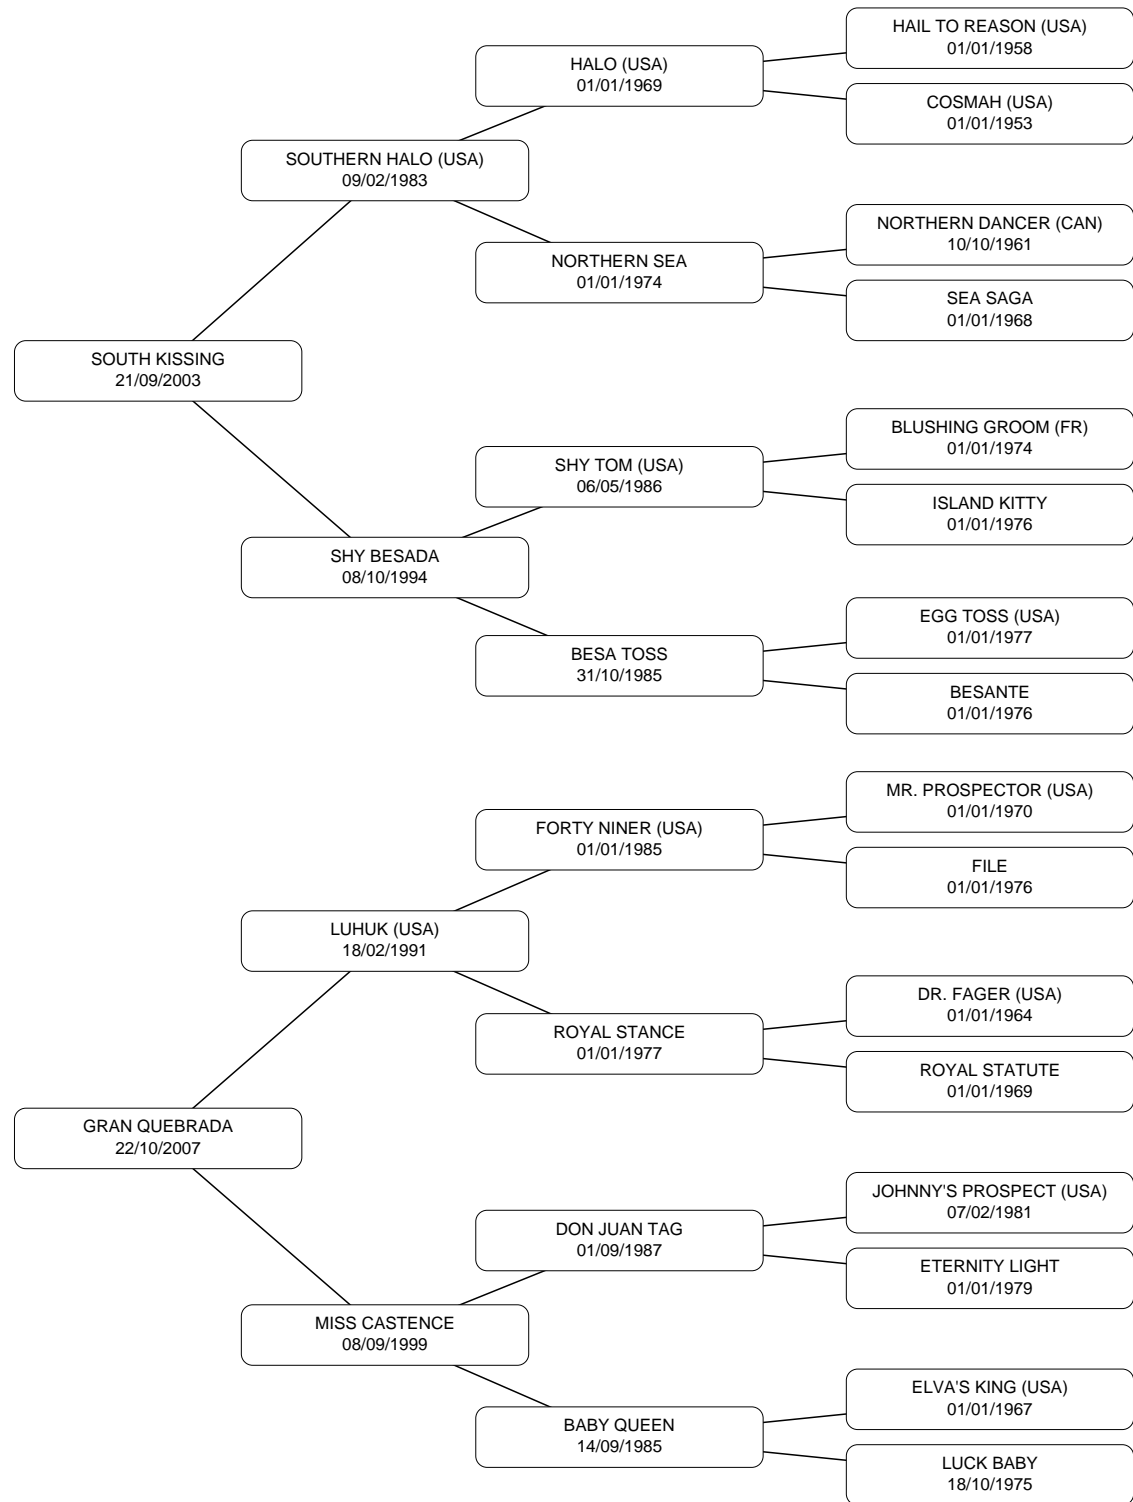 HAIL TO REASON (USA)
01/01/1958
HALO (USA)
01/01/1969
COSMAH (USA)
01/01/1953
SOUTHERN HALO (USA)
09/02/1983
NORTHERN DANCER (CAN)
10/10/1961
NORTHERN SEA
01/01/1974
SEA SAGA
01/01/1968
SOUTH KISSING
21/09/2003
BLUSHING GROOM (FR)
01/01/1974
SHY TOM (USA)
06/05/1986
ISLAND KITTY
01/01/1976
SHY BESADA
08/10/1994
EGG TOSS (USA)
01/01/1977
BESA TOSS
31/10/1985
BESANTE
01/01/1976
MR. PROSPECTOR (USA)
01/01/1970
FORTY NINER (USA)
01/01/1985
FILE
01/01/1976
LUHUK (USA)
18/02/1991
DR. FAGER (USA)
01/01/1964
ROYAL STANCE
01/01/1977
ROYAL STATUTE
01/01/1969
GRAN QUEBRADA
22/10/2007
JOHNNY'S PROSPECT (USA)
07/02/1981
DON JUAN TAG
01/09/1987
ETERNITY LIGHT
01/01/1979
MISS CASTENCE
08/09/1999
ELVA'S KING (USA)
01/01/1967
BABY QUEEN
14/09/1985
LUCK BABY
18/10/1975